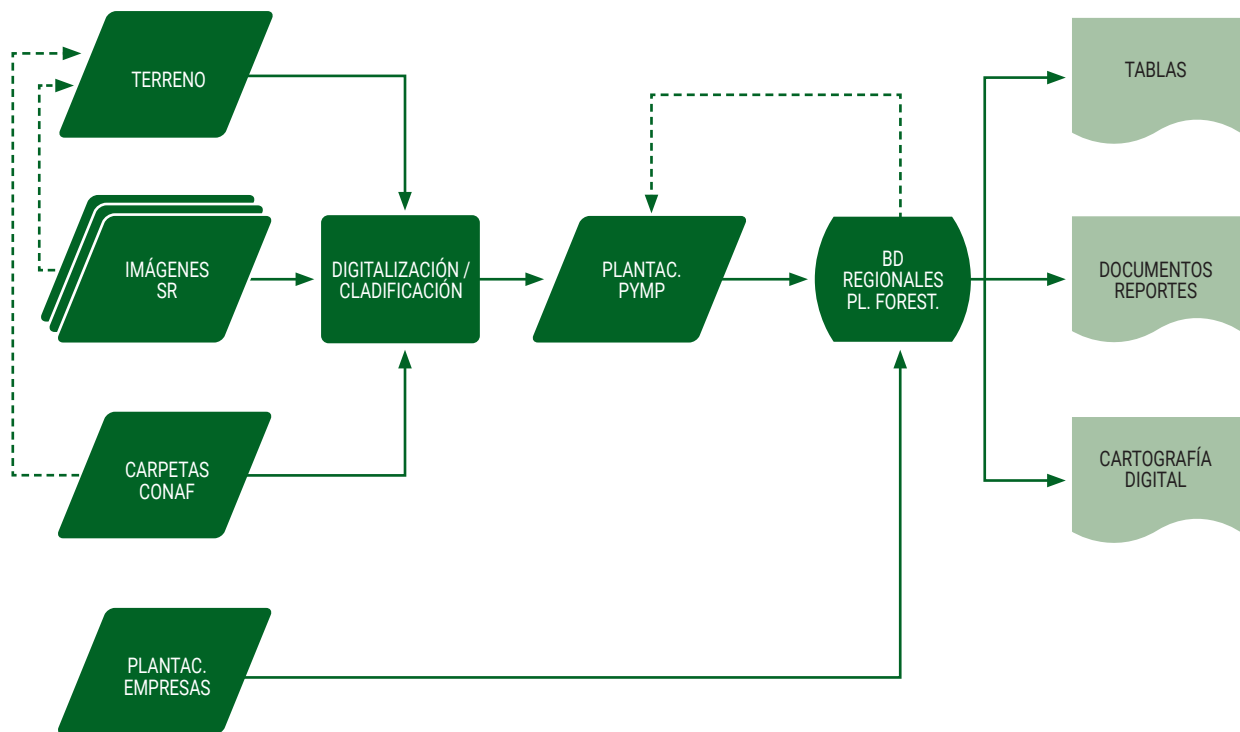 TERRENO
IMÁGENES
SR
DIGITALIZACIÓN /
CLADIFICACIÓN
PLANTAC.
PYMP
BD
REGIONALES
PL. FOREST.
TABLAS
DOCUMENTOS
REPORTES
CARPETAS
CONAF
CARTOGRAFÍA
DIGITAL
PLANTAC.
EMPRESAS